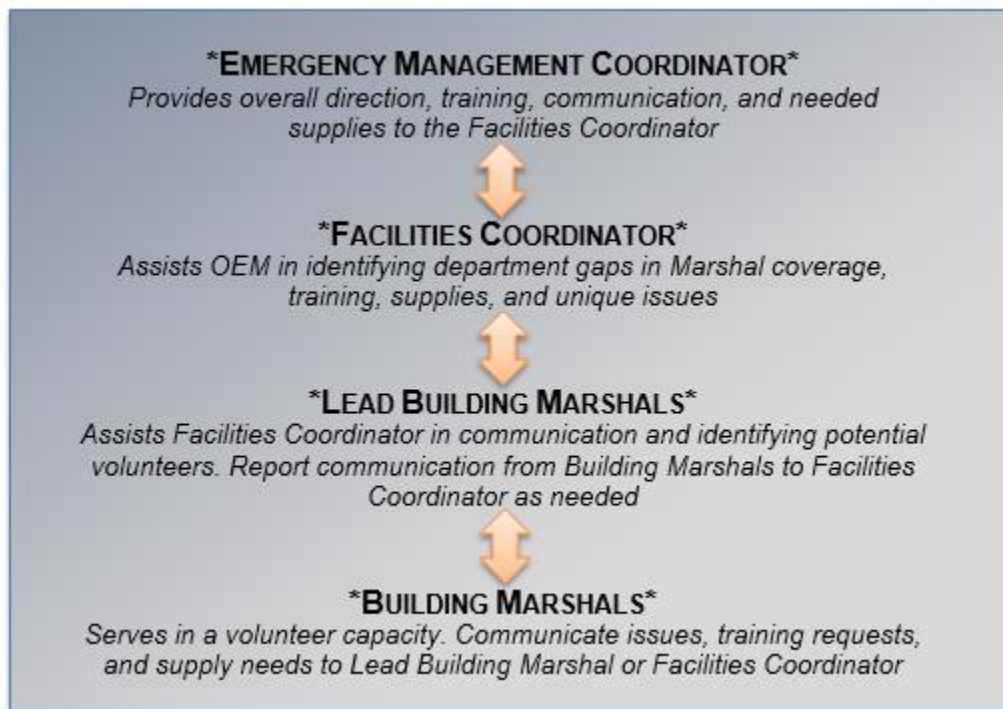 *EMERGENCY MANAGEMENT COORDINATOR*
Provides overall direction, training, communication, and needed
supplies to the Facilities Coordinator
*FACILITIES COORDINATOR*
Assists OEM in identifying department gaps in Marshal coverage,
training, supplies, and unique issues
*LEAD BUILDING MARSHALS*
Assists Facilities Coordinator in communication and identifying potential
volunteers. Report communication from Building Marshals to Facilities
Coordinator as needed
*BUILDING MARSHALS*
Serves in a volunteer capacity. Communicate issues, training requests,
and supply needs to Lead Building Marshal or Facilities Coordinator